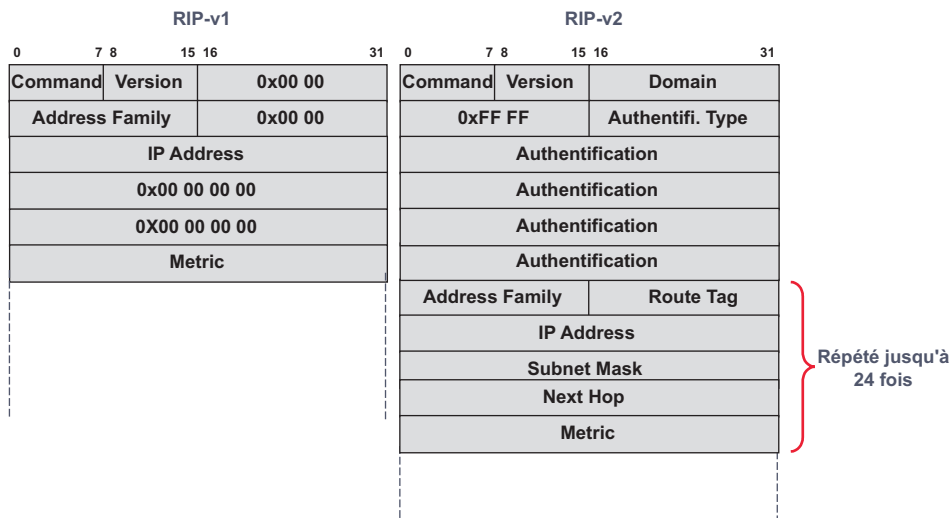 RIP-v1
0 7 8 15 16 31
Command Version 0x00 00
Address Family 0x00 00
IP Address
0x00 00 00 00
0X00 00 00 00
Metric
RIP-v2
0 7 8 15 16 31
Command Version Domain
0xFF FF Authentifi. Type
Authentification
Authentification
Authentification
Authentification
Address Family Route Tag
IP Address
Subnet Mask
Next Hop
Metric
Répété jusqu'à
24 fois